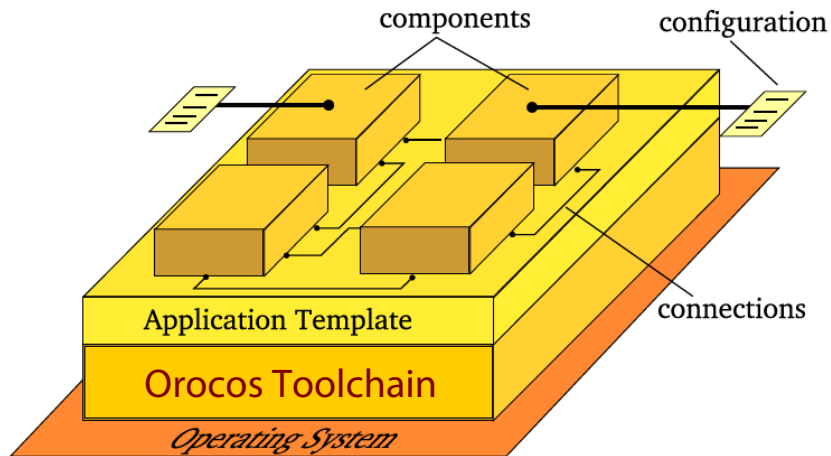 components
configuration
connections
Application Template
Orocos Toolchain
Operating System